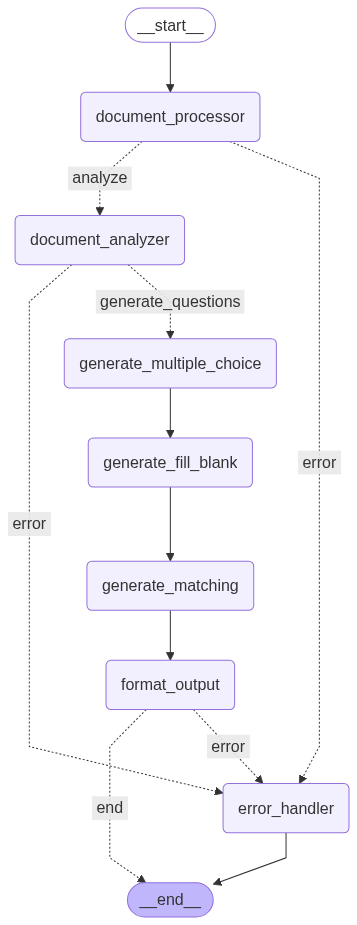 __start__
document_processor
analyze
document_analyzer
generate_questions
generate_multiple_choice
generate_fill_blank
error
error
generate_matching
format_output
error
end
error_handler
__end__